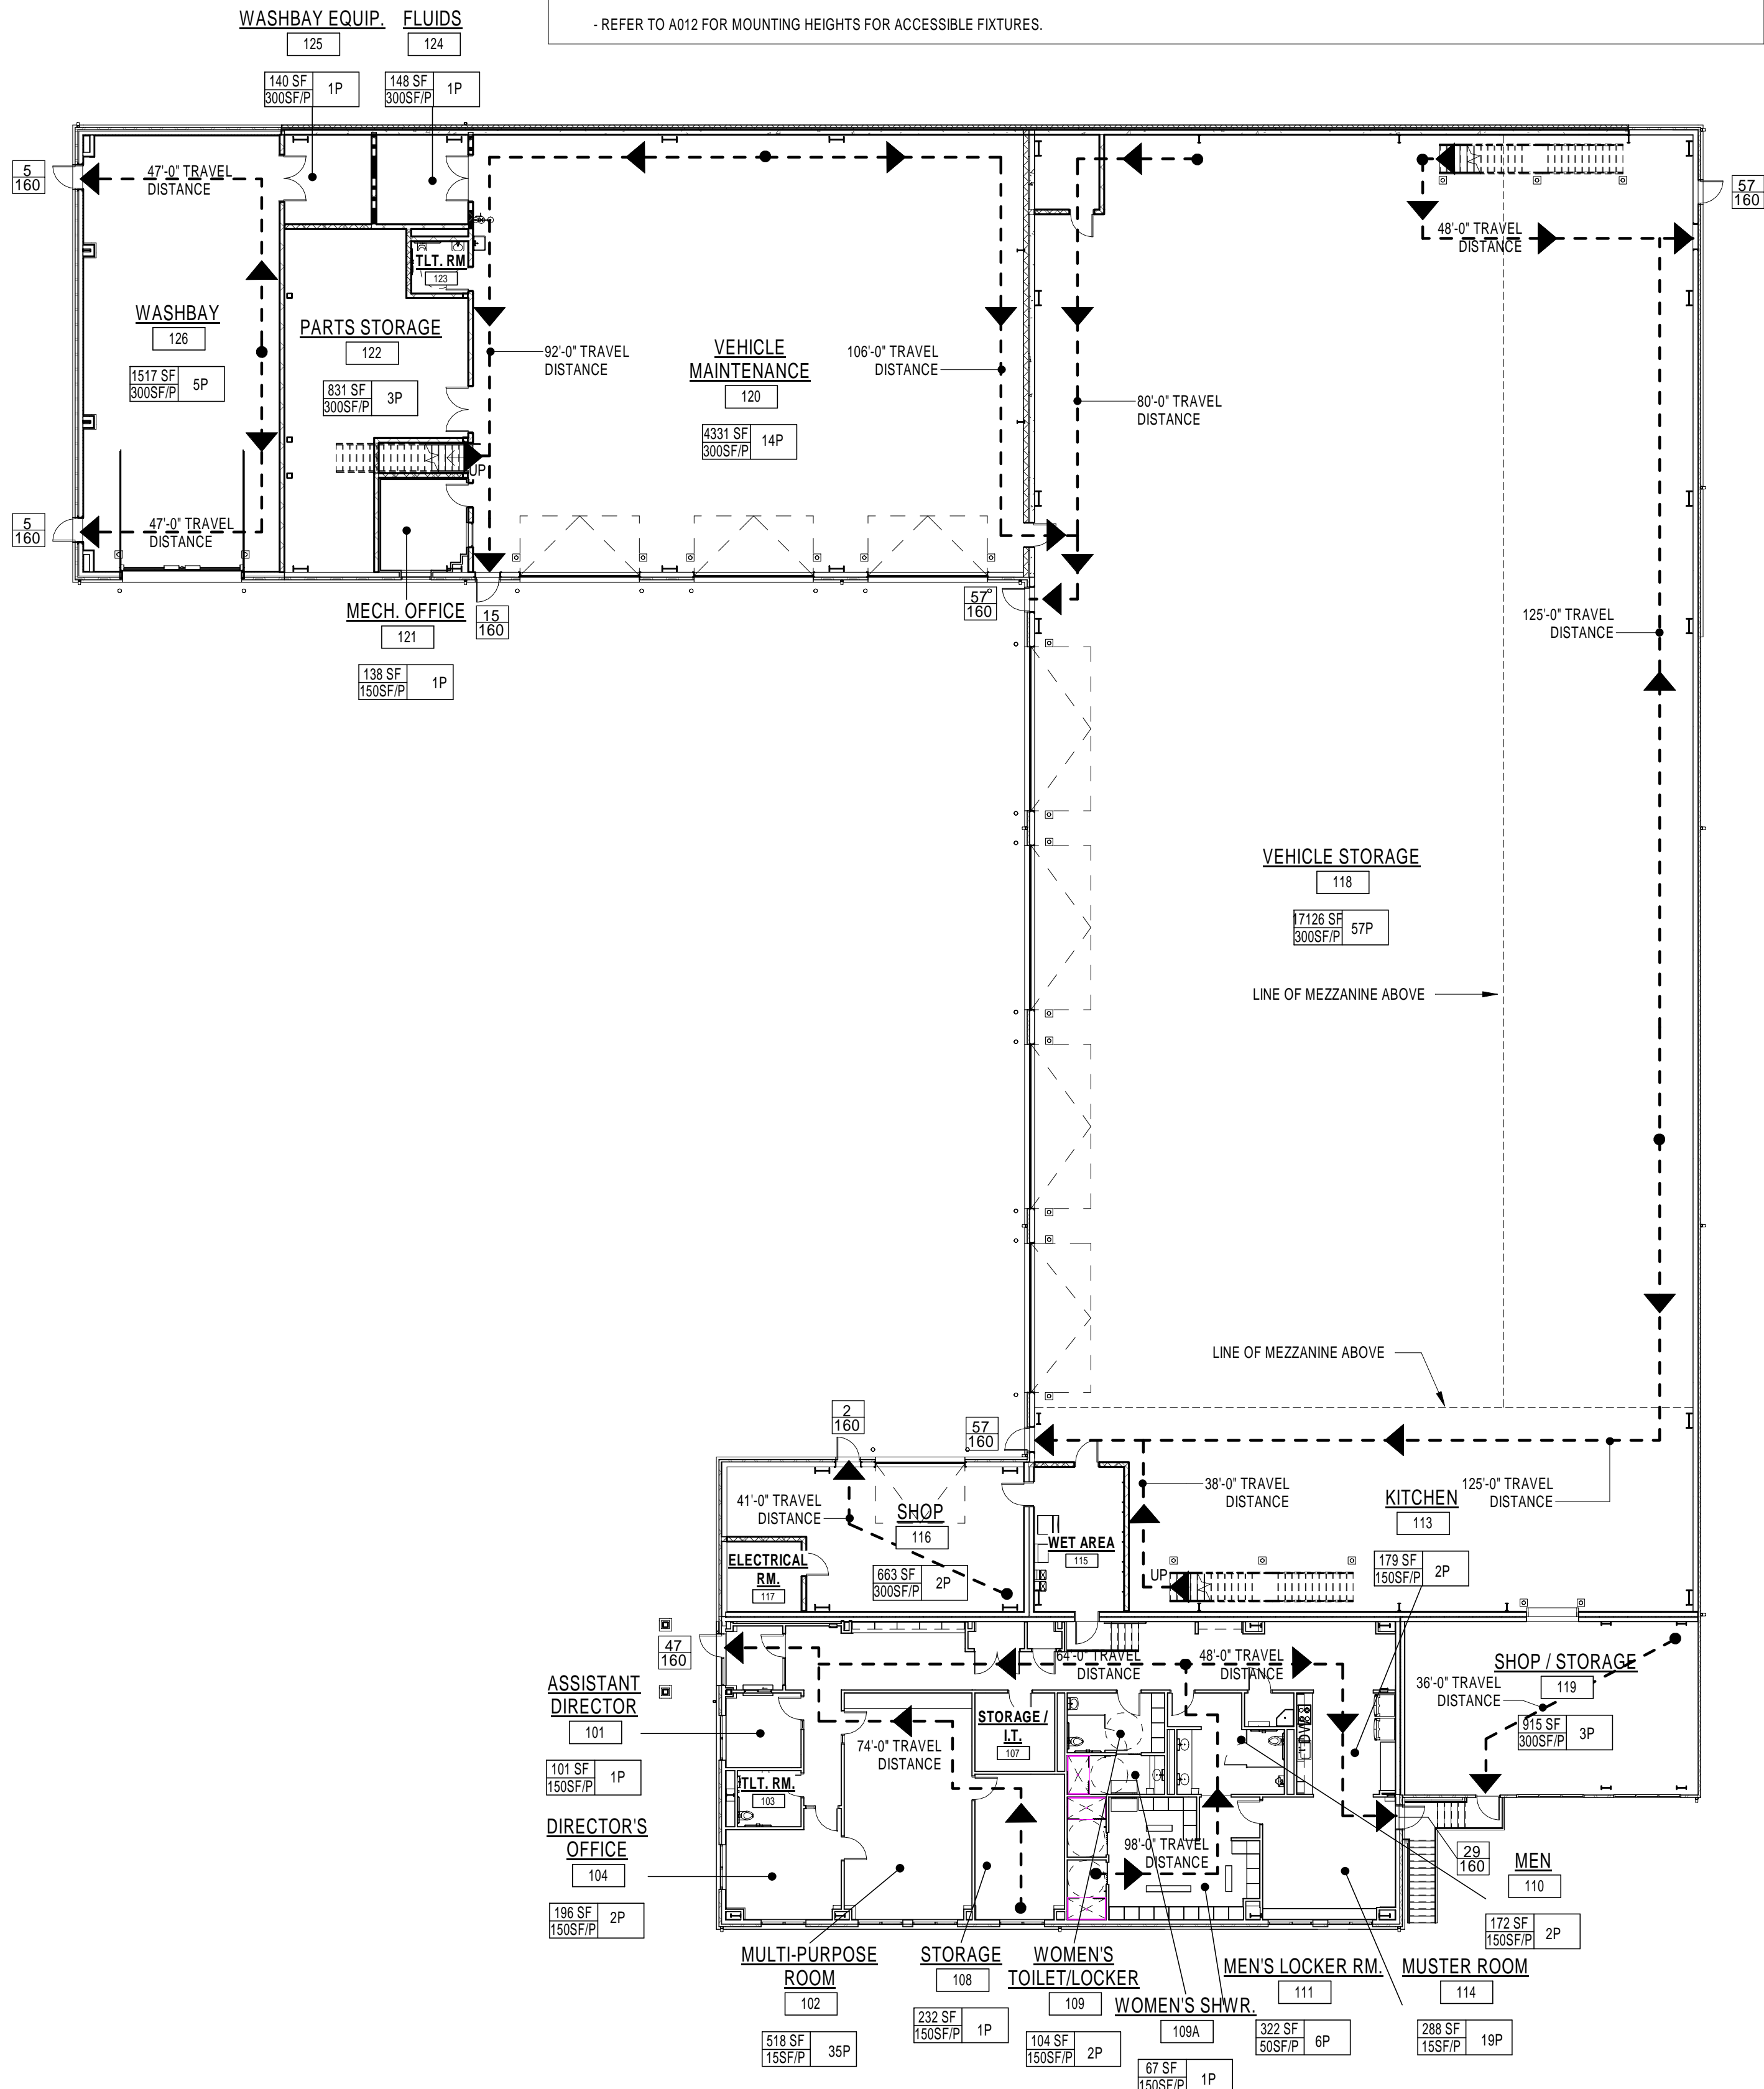 - REFER TO A012 FOR MOUNTING HEIGHTS FOR ACCESSIBLE FIXTURES.
WASHBAY EQUIP.
125
140 SF
300SF/P
1P
FLUIDS
124
148 SF
300SF/P
1P
5
160
47'-0" TRAVEL
DISTANCE
WASHBAY
126
1517 SF
300SF/P
5P
47'-0" TRAVEL
DISTANCE
5
160
TLT. RM
123
PARTS STORAGE
122
831 SF
300SF/P
3P
UP
92'-0" TRAVEL
DISTANCE
VEHICLE
MAINTENANCE
120
4331 SF
300SF/P
14P
106'-0" TRAVEL
DISTANCE
80'-0" TRAVEL
DISTANCE
48'-0" TRAVEL
DISTANCE
57
160
MECH. OFFICE
121
138 SF
150SF/P
1P
15
160
57
160
125'-0" TRAVEL
DISTANCE
VEHICLE STORAGE
118
17126 SF
300SF/P
57P
LINE OF MEZZANINE ABOVE
LINE OF MEZZANINE ABOVE
2
160
57
160
41'-0" TRAVEL
DISTANCE
SHOP
116
663 SF
300SF/P
2P
ELECTRICAL
RM.
117
WET AREA
115
38'-0" TRAVEL
DISTANCE
UP
KITCHEN
113
179 SF
150SF/P
2P
125'-0" TRAVEL
DISTANCE
47
160
64'-0" TRAVEL
DISTANCE
48'-0" TRAVEL
DISTANCE
SHOP / STORAGE
119
915 SF
300SF/P
3P
36'-0" TRAVEL
DISTANCE
ASSISTANT
DIRECTOR
101
101 SF
150SF/P
1P
TLT. RM.
103
74'-0" TRAVEL
DISTANCE
STORAGE /
I.T.
107
DW
DIRECTOR'S
OFFICE
104
196 SF
150SF/P
2P
98'-0" TRAVEL
DISTANCE
29
160
MEN
110
172 SF
150SF/P
2P
MULTI-PURPOSE
ROOM
102
518 SF
15SF/P
35P
STORAGE
108
232 SF
150SF/P
1P
WOMEN'S
TOILET/LOCKER
109
104 SF
150SF/P
2P
WOMEN'S SHWR.
109A
67 SF
150SF/P
1P
MEN'S LOCKER RM.
111
322 SF
50SF/P
6P
MUSTER ROOM
114
288 SF
15SF/P
19P